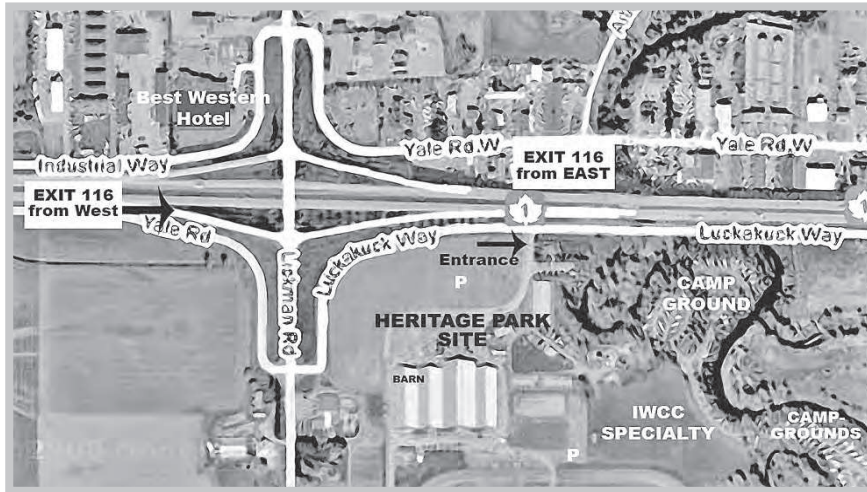 Best Western
Hotel
Industrial Way
Yale Rd W
EXIT 116
from EAST
Yale Rd W
EXIT 116
from West
1
Yale Rd
Luckakuck Way
Luckakuck Way
Entrance
P
Lickman Rd
CAMP
GROUND
HERITAGE PARK
SITE
BARN
IWCC
SPECIALTY
CAMP-
GROUNDS
P